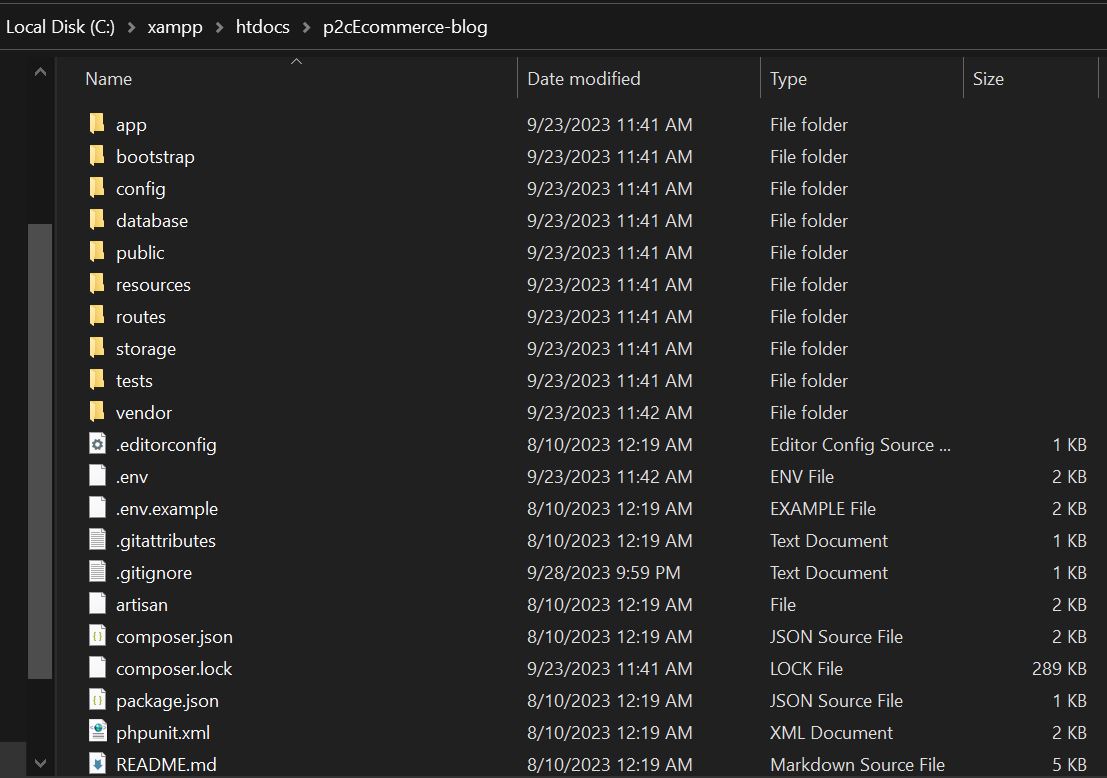 Local Disk (C:) > xampp > htdocs > p2cEcommerce-blog
Name Date modified Type Size
app 9/23/2023 11:41 AM File folder
bootstrap 9/23/2023 11:41 AM File folder
config 9/23/2023 11:41 AM File folder
database 9/23/2023 11:41 AM File folder
public 9/23/2023 11:41 AM File folder
resources 9/23/2023 11:41 AM File folder
routes 9/23/2023 11:41 AM File folder
storage 9/23/2023 11:41 AM File folder
tests 9/23/2023 11:41 AM File folder
vendor 9/23/2023 11:42 AM File folder
.editorconfig 8/10/2023 12:19 AM Editor Config Source ... 1 KB
.env 9/23/2023 11:42 AM ENV File 2 KB
.env.example 8/10/2023 12:19 AM EXAMPLE File 2 KB
.gitattributes 8/10/2023 12:19 AM Text Document 1 KB
.gitignore 9/28/2023 9:59 PM Text Document 1 KB
artisan 8/10/2023 12:19 AM File 2 KB
composer.json 8/10/2023 12:19 AM JSON Source File 2 KB
composer.lock 9/23/2023 11:41 AM LOCK File 289 KB
package.json 8/10/2023 12:19 AM JSON Source File 1 KB
phpunit.xml 8/10/2023 12:19 AM XML Document 2 KB
README.md 8/10/2023 12:19 AM Markdown Source File 5 KB